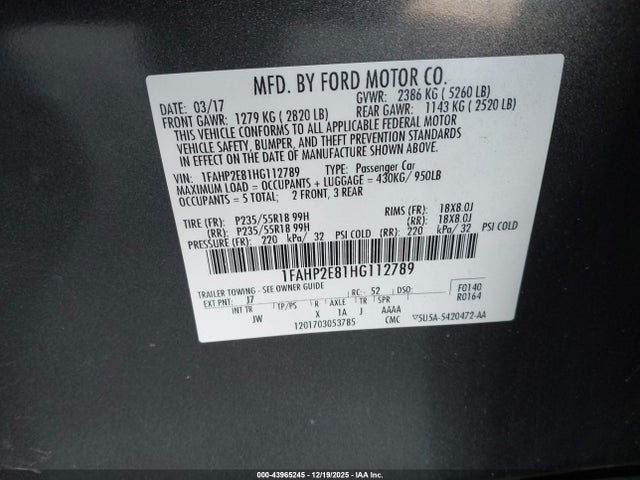 MFD. BY FORD MOTOR CO.
DATE: 03/17 GVWR: 2386 KG ( 5260 LB)
FRONT GAWR: 1279 KG ( 2820 LB) REAR GAWR: 1143 KG ( 2520 LB)
THIS VEHICLE CONFORMS TO ALL APPLICABLE FEDERAL MOTOR
VEHICLE SAFETY, BUMPER, AND THEFT PREVENTION STANDARDS
IN EFFECT ON THE DATE OF MANUFACTURE SHOWN ABOVE.
VIN: 1FAHP2E81HG112789 TYPE: Passenger Car
MAXIMUM LOAD = OCCUPANTS + LUGGAGE = 430KG/ 950LB
OCCUPANTS = 5 TOTAL; 2 FRONT, 3 REAR
TIRE (FR): P235/55R18 99H RIMS (FR): 18X8.0J
(RR): P235/55R18 99H (RR): 18X8.0J
PRESSURE (FR): 220 kPa/ 32 PSI COLD (RR): 220 kPa/ 32 PSI COLD
1FAHP2E81HG112789
TRAILER TOWING - SEE OWNER GUIDE
EXT PNT: J7 RC: 52 DSO: F0140
INT TR TP/PS R AXLE TR SPR R0164
JW X 1A J AAAA
1201703053785 CMC ▽5U5A-5420472-AA
000-43965245 - 12/19/2025 - IAA Inc.